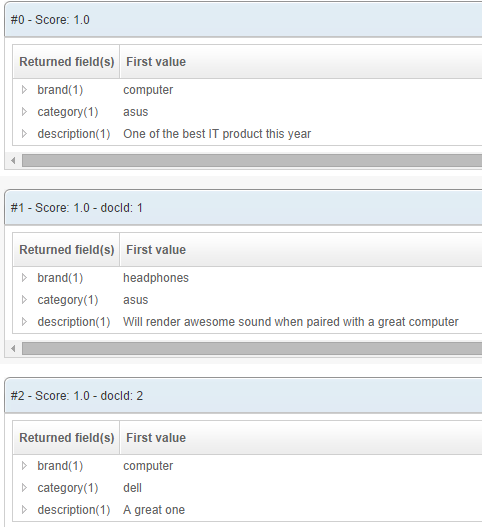 #0 - Score: 1.0
Returned field(s) First value
brand(1) computer
category(1) asus
description(1) One of the best IT product this year
#1 - Score: 1.0 - docId: 1
Returned field(s) First value
brand(1) headphones
category(1) asus
description(1) Will render awesome sound when paired with a great computer
#2 - Score: 1.0 - docId: 2
Returned field(s) First value
brand(1) computer
category(1) dell
description(1) A great one